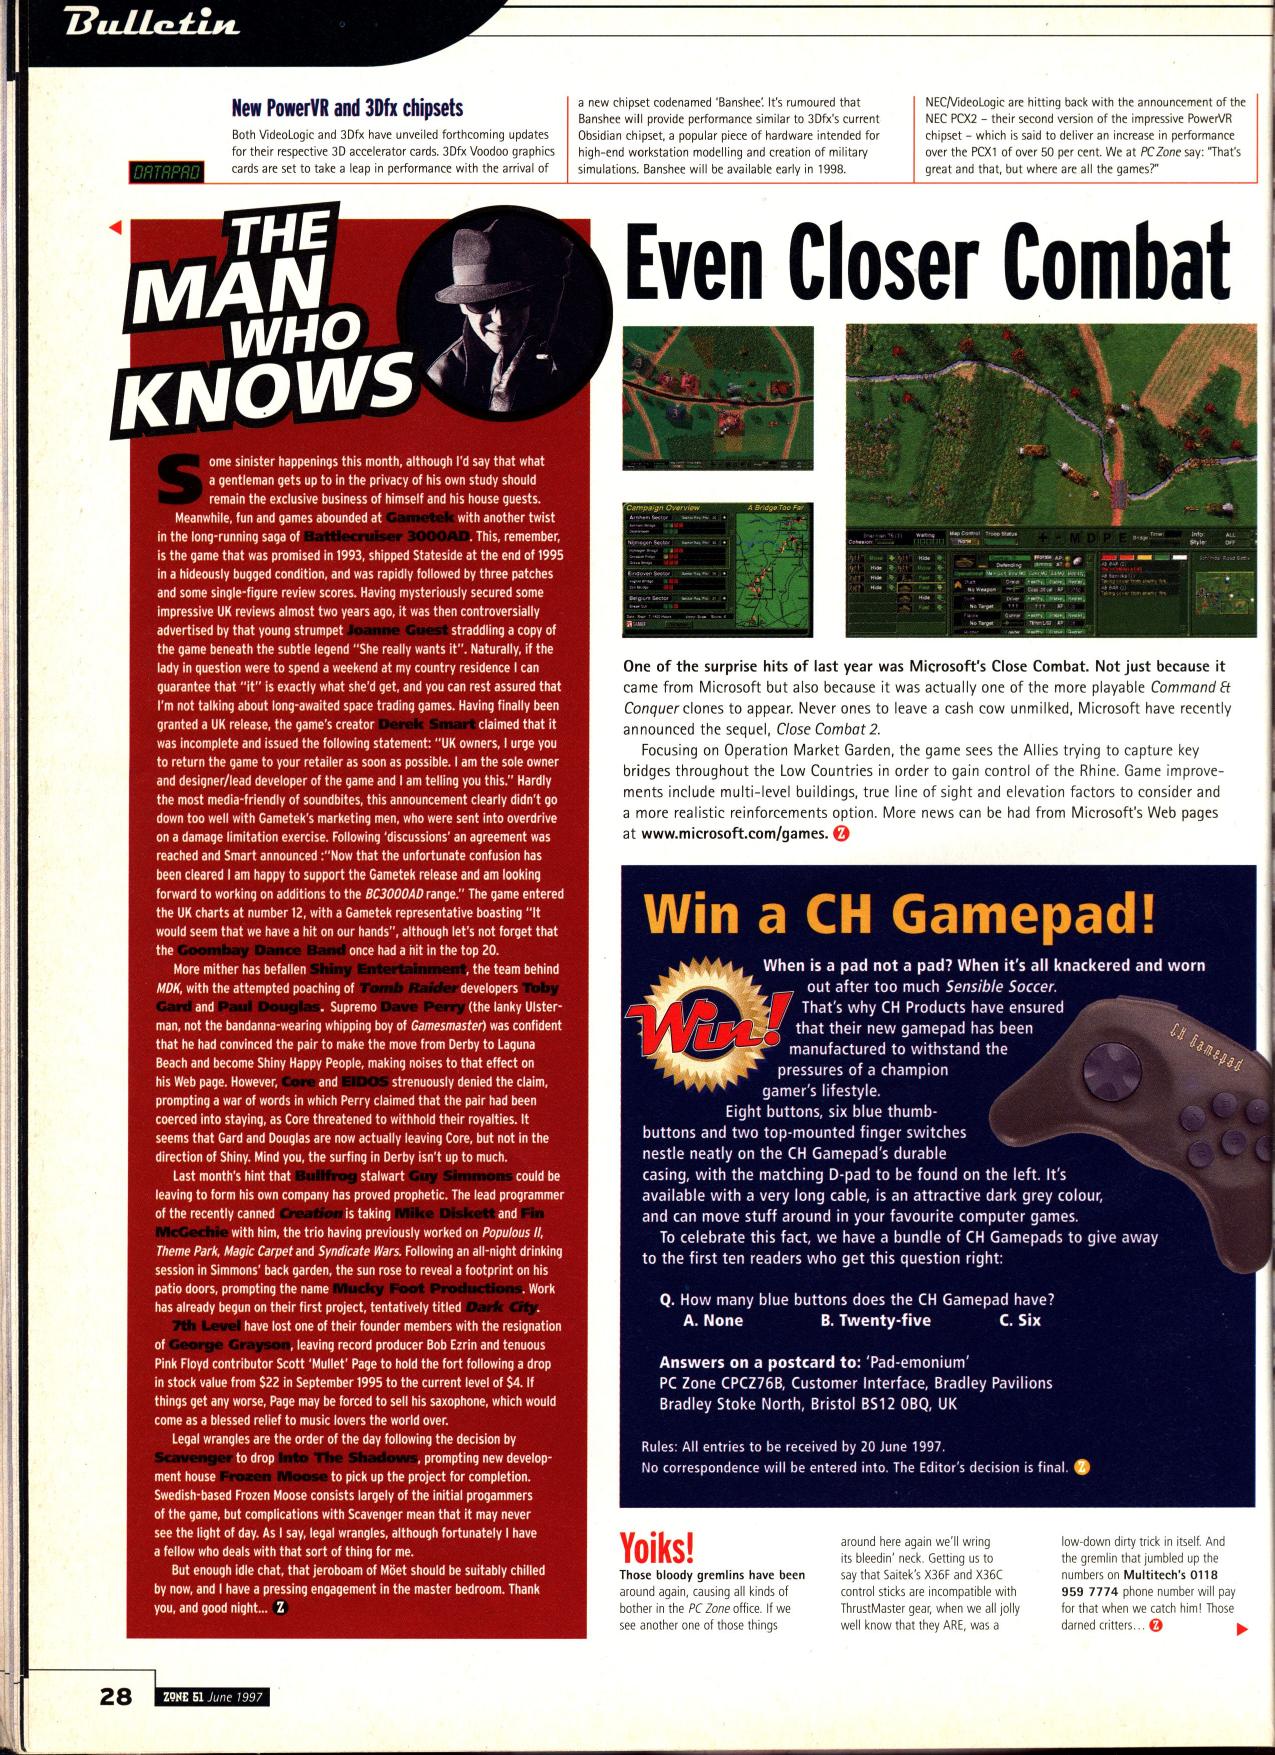 Bulletin
New PowerVR and 3Dfx chipsets
Both VideoLogic and 3Dfx have unveiled forthcoming updates
for their respective 3D accelerator cards. 3Dfx Voodoo graphics
cards are set to take a leap in performance with the arrival of
a new chipset codenamed 'Banshee'. It's rumoured that
Banshee will provide performance similar to 3Dfx's current
Obsidian chipset, a popular piece of hardware intended for
high-end workstation modelling and creation of military
simulations. Banshee will be available early in 1998.
NEC/VideoLogic are hitting back with the announcement of the
NEC PCX2 – their second version of the impressive PowerVR
chipset – which is said to deliver an increase in performance
over the PCX1 of over 50 per cent. We at PC Zone say: "That's
great and that, but where are all the games?"
DATAPAD
THE
MAN
WHO
KNOWS
Some sinister happenings this month, although I'd say that what
a gentleman gets up to in the privacy of his own study should
remain the exclusive business of himself and his house guests.
Meanwhile, fun and games abounded at Gametek with another twist
in the long-running saga of Battlecruiser 3000AD. This, remember,
is the game that was promised in 1993, shipped Stateside at the end of 1995
in a hideously bugged condition, and was rapidly followed by three patches
and some single-figure review scores. Having mysteriously secured some
impressive UK reviews almost two years ago, it was then controversially
advertised by that young strumpet Joanne Guest straddling a copy of
the game beneath the subtle legend "She really wants it". Naturally, if the
lady in question were to spend a weekend at my country residence I can
guarantee that "it" is exactly what she'd get, and you can rest assured that
I'm not talking about long-awaited space trading games. Having finally been
granted a UK release, the game's creator Derek Smart claimed that it
was incomplete and issued the following statement: "UK owners, I urge you
to return the game to your retailer as soon as possible. I am the sole owner
and designer/lead developer of the game and I am telling you this." Hardly
the most media-friendly of soundbites, this announcement clearly didn't go
down too well with Gametek's marketing men, who were sent into overdrive
on a damage limitation exercise. Following 'discussions' an agreement was
reached and Smart announced :"Now that the unfortunate confusion has
been cleared I am happy to support the Gametek release and am looking
forward to working on additions to the BC3000AD range." The game entered
the UK charts at number 12, with a Gametek representative boasting "It
would seem that we have a hit on our hands", although let's not forget that
the Goombay Dance Band once had a hit in the top 20.
More mither has befallen Shiny Entertainment, the team behind
MDK, with the attempted poaching of Tomb Raider developers Toby
Gard and Paul Douglas. Supremo Dave Perry (the lanky Ulster-
man, not the bandanna-wearing whipping boy of Gamesmaster) was confident
that he had convinced the pair to make the move from Derby to Laguna
Beach and become Shiny Happy People, making noises to that effect on
his Web page. However, Core and EIDOS strenuously denied the claim,
prompting a war of words in which Perry claimed that the pair had been
coerced into staying, as Core threatened to withhold their royalties. It
seems that Gard and Douglas are now actually leaving Core, but not in the
direction of Shiny. Mind you, the surfing in Derby isn't up to much.
Last month's hint that Bullfrog stalwart Guy Simmons could be
leaving to form his own company has proved prophetic. The lead programmer
of the recently canned Creation is taking Mike Diskett and Fin
McGechie with him, the trio having previously worked on Populous II,
Theme Park, Magic Carpet and Syndicate Wars. Following an all-night drinking
session in Simmons' back garden, the sun rose to reveal a footprint on his
patio doors, prompting the name Mucky Foot Productions. Work
has already begun on their first project, tentatively titled Dark City.
7th Level have lost one of their founder members with the resignation
of George Grayson, leaving record producer Bob Ezrin and tenuous
Pink Floyd contributor Scott 'Mullet' Page to hold the fort following a drop
in stock value from $22 in September 1995 to the current level of $4. If
things get any worse, Page may be forced to sell his saxophone, which would
come as a blessed relief to music lovers the world over.
Legal wrangles are the order of the day following the decision by
Scavenger to drop Into The Shadows, prompting new develop-
ment house Frozen Moose to pick up the project for completion.
Swedish-based Frozen Moose consists largely of the initial progammers
of the game, but complications with Scavenger mean that it may never
see the light of day. As I say, legal wrangles, although fortunately I have
a fellow who deals with that sort of thing for me.
But enough idle chat, that jeroboam of Möet should be suitably chilled
by now, and I have a pressing engagement in the master bedroom. Thank
you, and good night... Z
Even Closer Combat
Campaign Overview
A Bridge Too Far
Arnhem Sector
Nijmegen Sector
Eindhoven Sector
Belgium Sector
One of the surprise hits of last year was Microsoft's Close Combat. Not just because it
came from Microsoft but also because it was actually one of the more playable Command &
Conquer clones to appear. Never ones to leave a cash cow unmilked, Microsoft have recently
announced the sequel, Close Combat 2.
Focusing on Operation Market Garden, the game sees the Allies trying to capture key
bridges throughout the Low Countries in order to gain control of the Rhine. Game improve-
ments include multi-level buildings, true line of sight and elevation factors to consider and
a more realistic reinforcements option. More news can be had from Microsoft's Web pages
at www.microsoft.com/games. Z
Win a CH Gamepad!
Win!
CH Gamepad
When is a pad not a pad? When it's all knackered and worn
out after too much Sensible Soccer.
That's why CH Products have ensured
that their new gamepad has been
manufactured to withstand the
pressures of a champion
gamer's lifestyle.
Eight buttons, six blue thumb-
buttons and two top-mounted finger switches
nestle neatly on the CH Gamepad's durable
casing, with the matching D-pad to be found on the left. It's
available with a very long cable, is an attractive dark grey colour,
and can move stuff around in your favourite computer games.
To celebrate this fact, we have a bundle of CH Gamepads to give away
to the first ten readers who get this question right:
Q. How many blue buttons does the CH Gamepad have?
A. None B. Twenty-five C. Six
Answers on a postcard to: 'Pad-emonium'
PC Zone CPCZ76B, Customer Interface, Bradley Pavilions
Bradley Stoke North, Bristol BS12 0BQ, UK
Rules: All entries to be received by 20 June 1997.
No correspondence will be entered into. The Editor's decision is final. Z
Yoiks!
Those bloody gremlins have been
around again, causing all kinds of
bother in the PC Zone office. If we
see another one of those things
around here again we'll wring
its bleedin' neck. Getting us to
say that Saitek's X36F and X36C
control sticks are incompatible with
ThrustMaster gear, when we all jolly
well know that they ARE, was a
low-down dirty trick in itself. And
the gremlin that jumbled up the
numbers on Multitech's 0118
959 7774 phone number will pay
for that when we catch him! Those
darned critters... Z
28 ZONE 51 June 1997